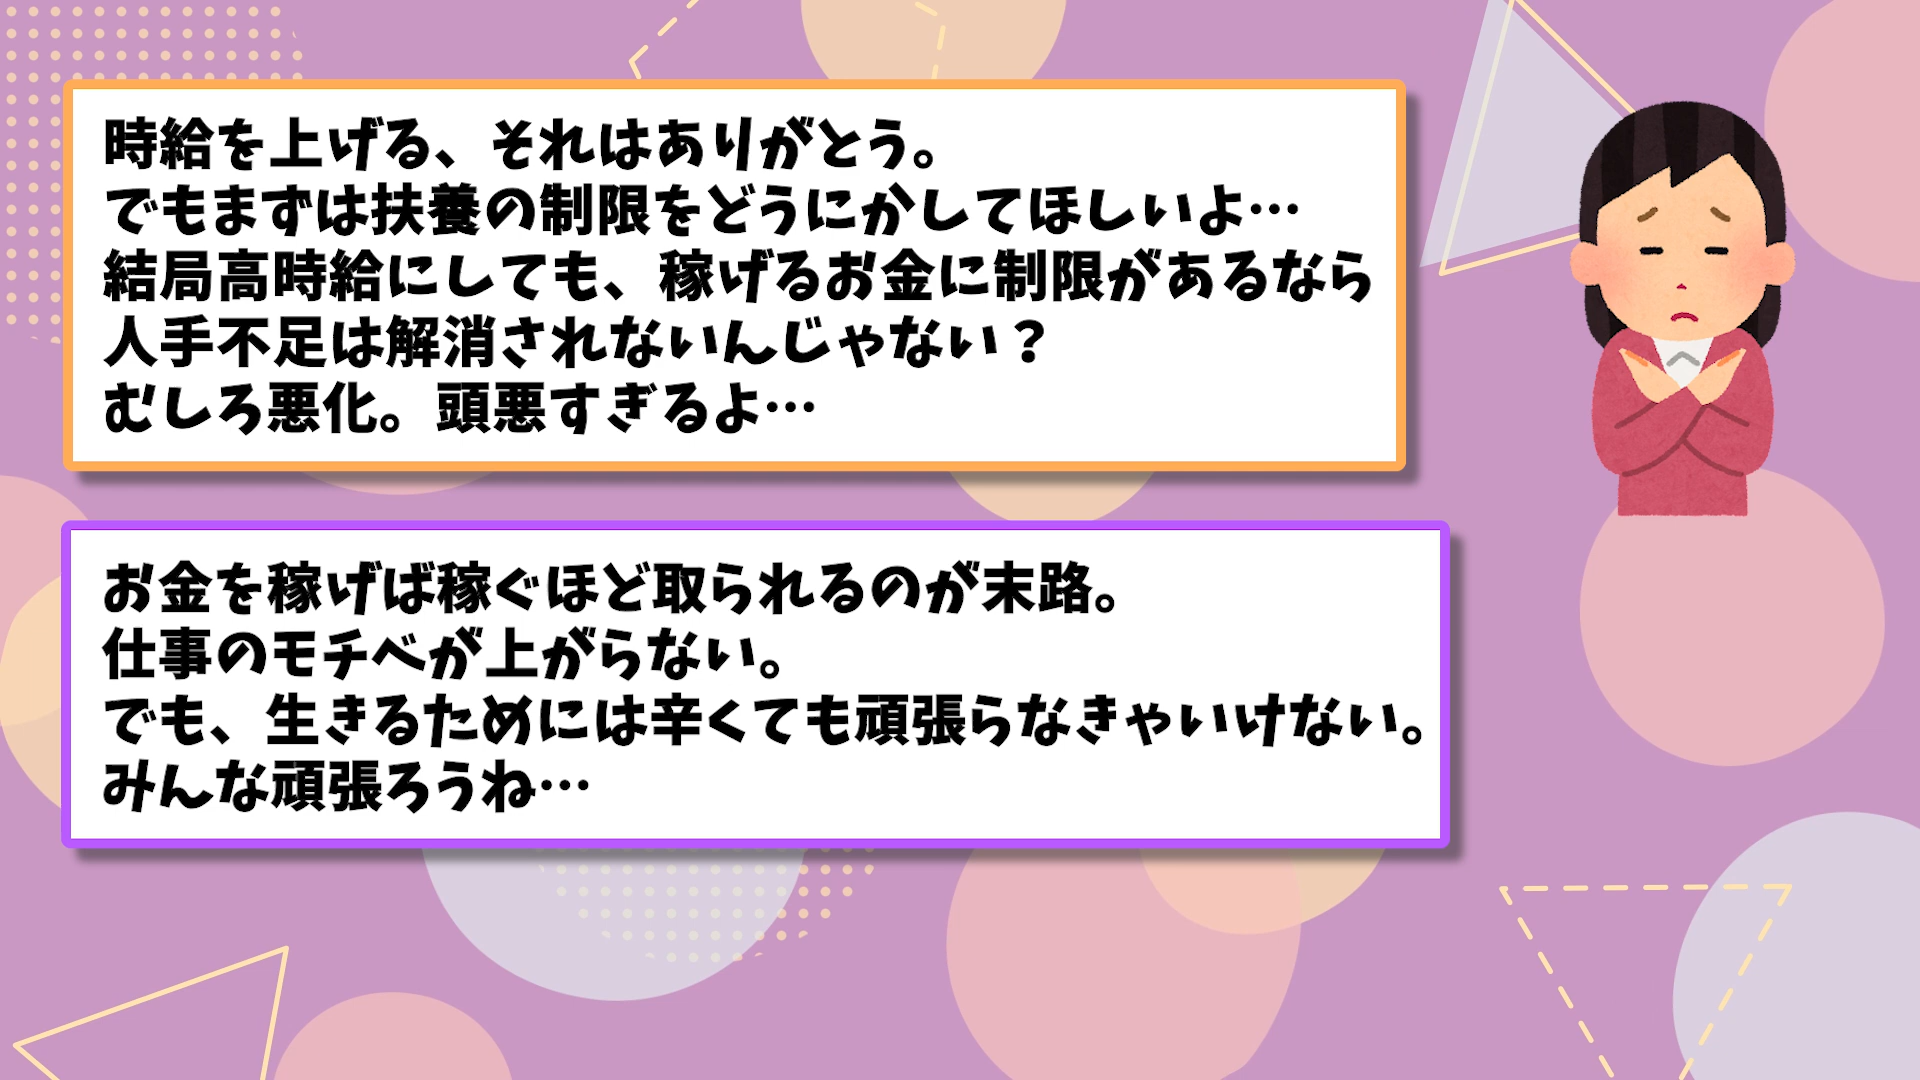 時給を上げる、それはありがとう。
でもまずは扶養の制限をどうにかしてほしいよ…
結局高時給にしても、稼げるお金に制限があるなら
人手不足は解消されないんじゃない？
むしろ悪化。頭悪すぎるよ…
お金を稼げば稼ぐほど取られるのが末路。
仕事のモチベが上がらない。
でも、生きるためには辛くても頑張らなきゃいけない。
みんな頑張ろうね…